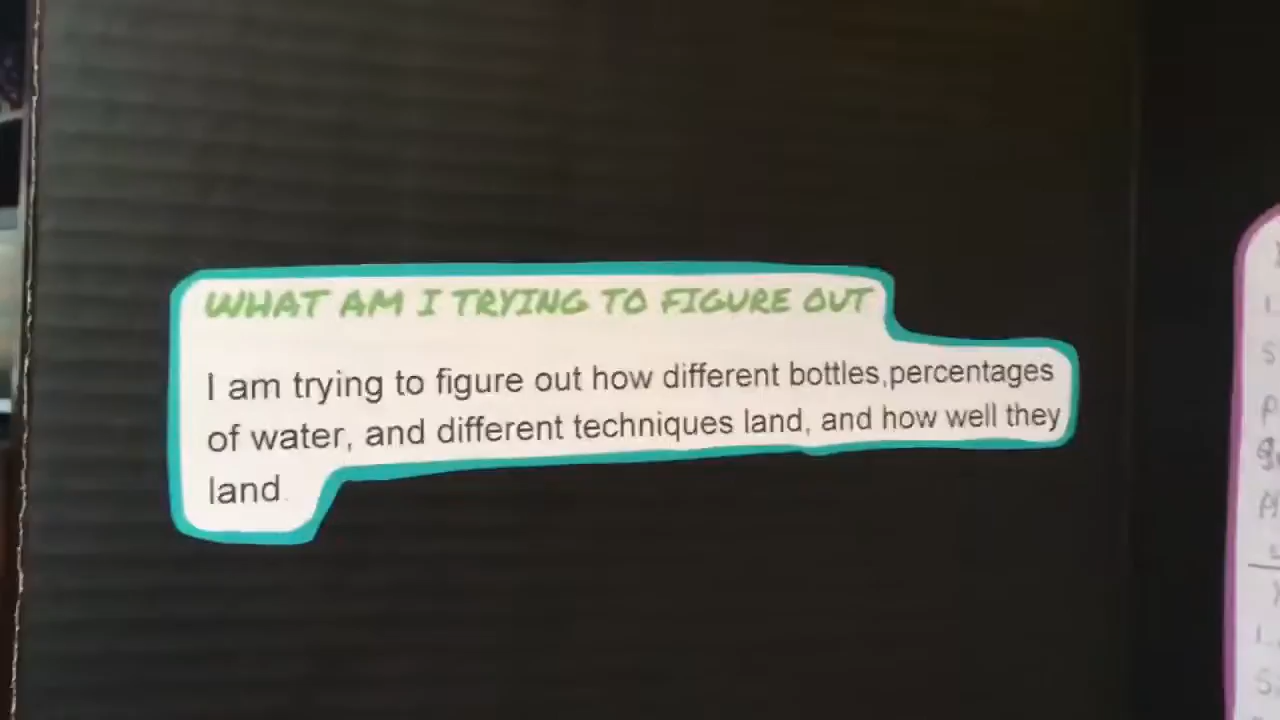 WHAT AM I TRYING TO FIGURE OUT
I am trying to figure out how different bottles,percentages
of water, and different techniques land, and how well they
land.